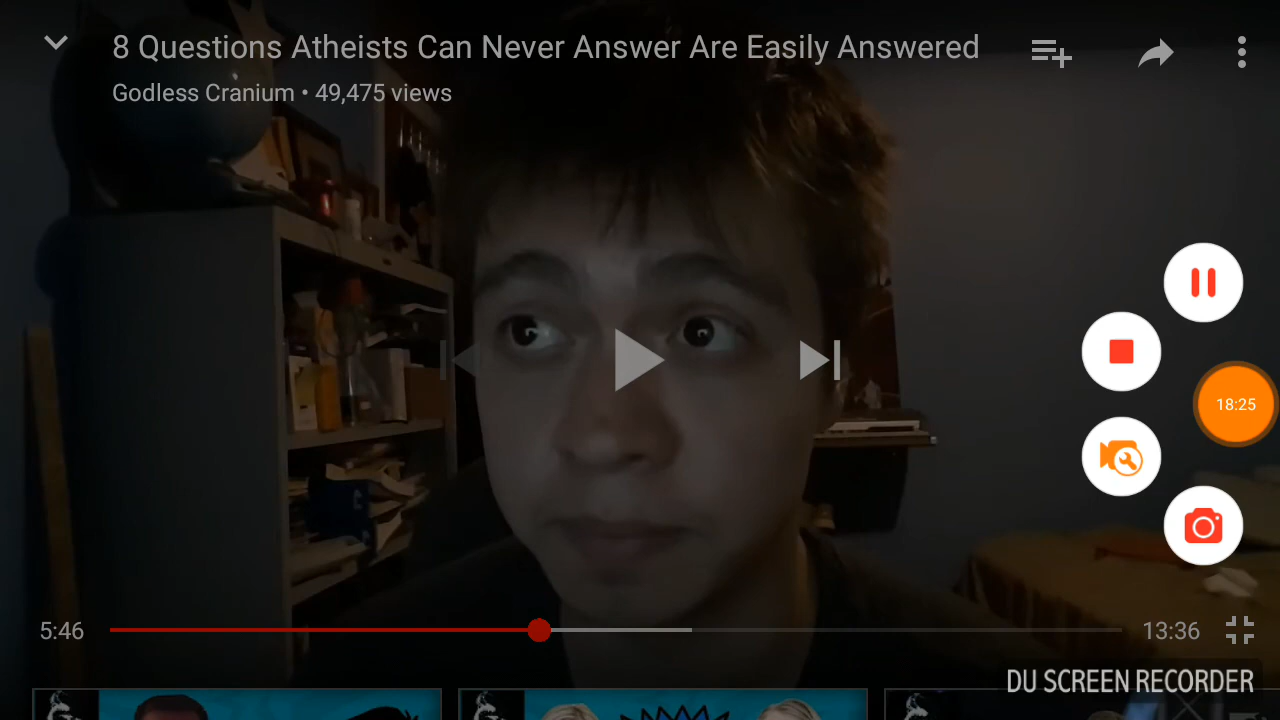 8 Questions Atheists Can Never Answer Are Easily Answered
Godless Cranium • 49,475 views
18:25
5:46
13:36
DU SCREEN RECORDER